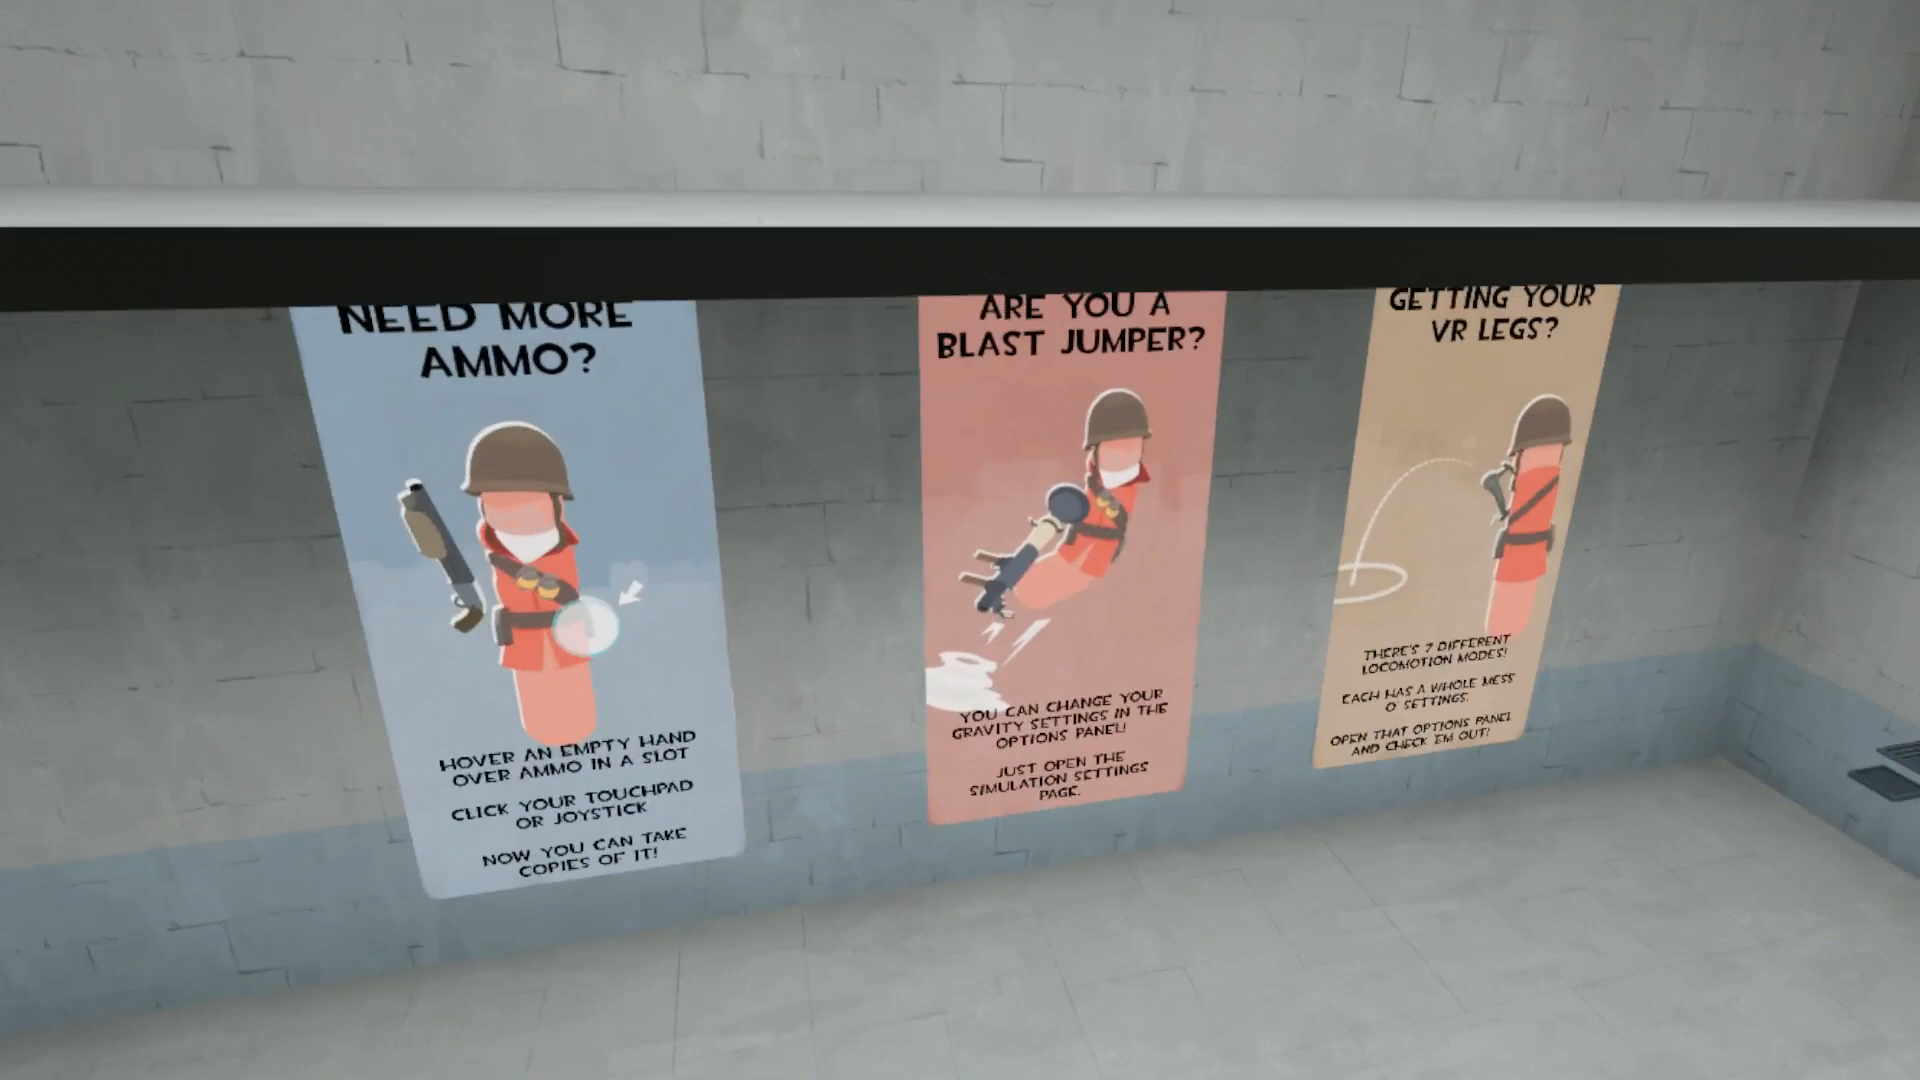 NEED MORE
AMMO?
HOVER AN EMPTY HAND
OVER AMMO IN A SLOT
CLICK YOUR TOUCHPAD
OR JOYSTICK
NOW YOU CAN TAKE
COPIES OF IT!
ARE YOU A
BLAST JUMPER?
YOU CAN CHANGE YOUR
GRAVITY SETTINGS IN THE
OPTIONS PANEL!
JUST OPEN THE
SIMULATION SETTINGS
PAGE.
GETTING YOUR
VR LEGS?
THERE'S 7 DIFFERENT
LOCOMOTION MODES!
EACH HAS A WHOLE MESS
O' SETTINGS.
OPEN THAT OPTIONS PANEL
AND CHECK 'EM OUT!